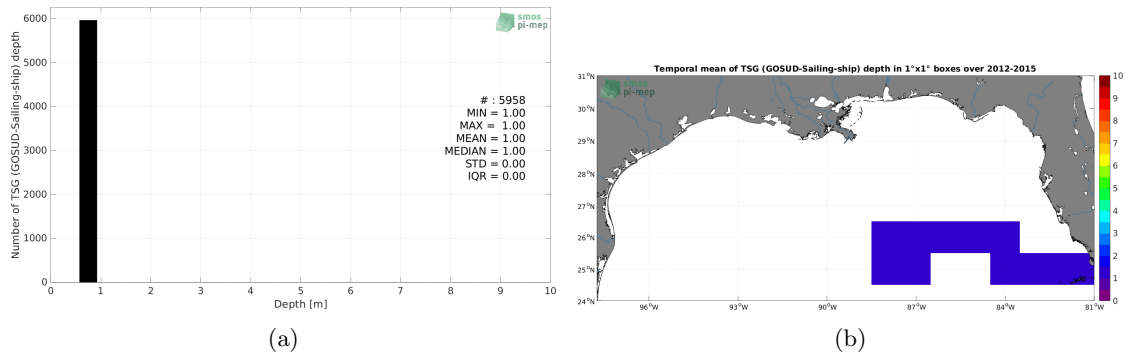 smos
pi-mep
Number of TSG (GOSUD-Sailing-ship) depth
6000
5000
4000
3000
2000
1000
0
# : 5958
MIN = 1.00
MAX = 1.00
MEAN = 1.00
MEDIAN = 1.00
STD = 0.00
IQR = 0.00
0 1 2 3 4 5 6 7 8 9 10
Depth [m]
(a)
Temporal mean of TSG (GOSUD-Sailing-ship) depth in 1°x1° boxes over 2012-2015
smos
pi-mep
31°N
30°N
29°N
28°N
27°N
26°N
25°N
24°N
96°W 93°W 90°W 87°W 84°W 81°W
10
9
8
7
6
5
4
3
2
1
0
(b)